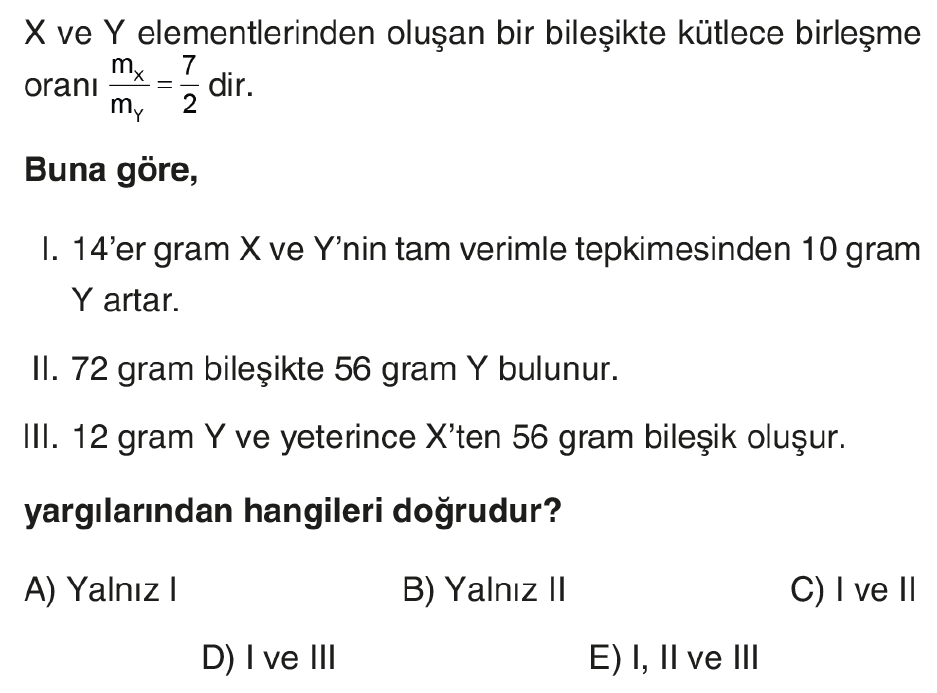 X ve Y elementlerinden oluşan bir bileşikte kütlece birleşme
oranı mX/mY = 7/2 dir.
Buna göre,
I. 14'er gram X ve Y'nin tam verimle tepkimesinden 10 gram
Y artar.
II. 72 gram bileşikte 56 gram Y bulunur.
III. 12 gram Y ve yeterince X'ten 56 gram bileşik oluşur.
yargılarından hangileri doğrudur?
A) Yalnız I B) Yalnız II C) I ve II
D) I ve III E) I, II ve III